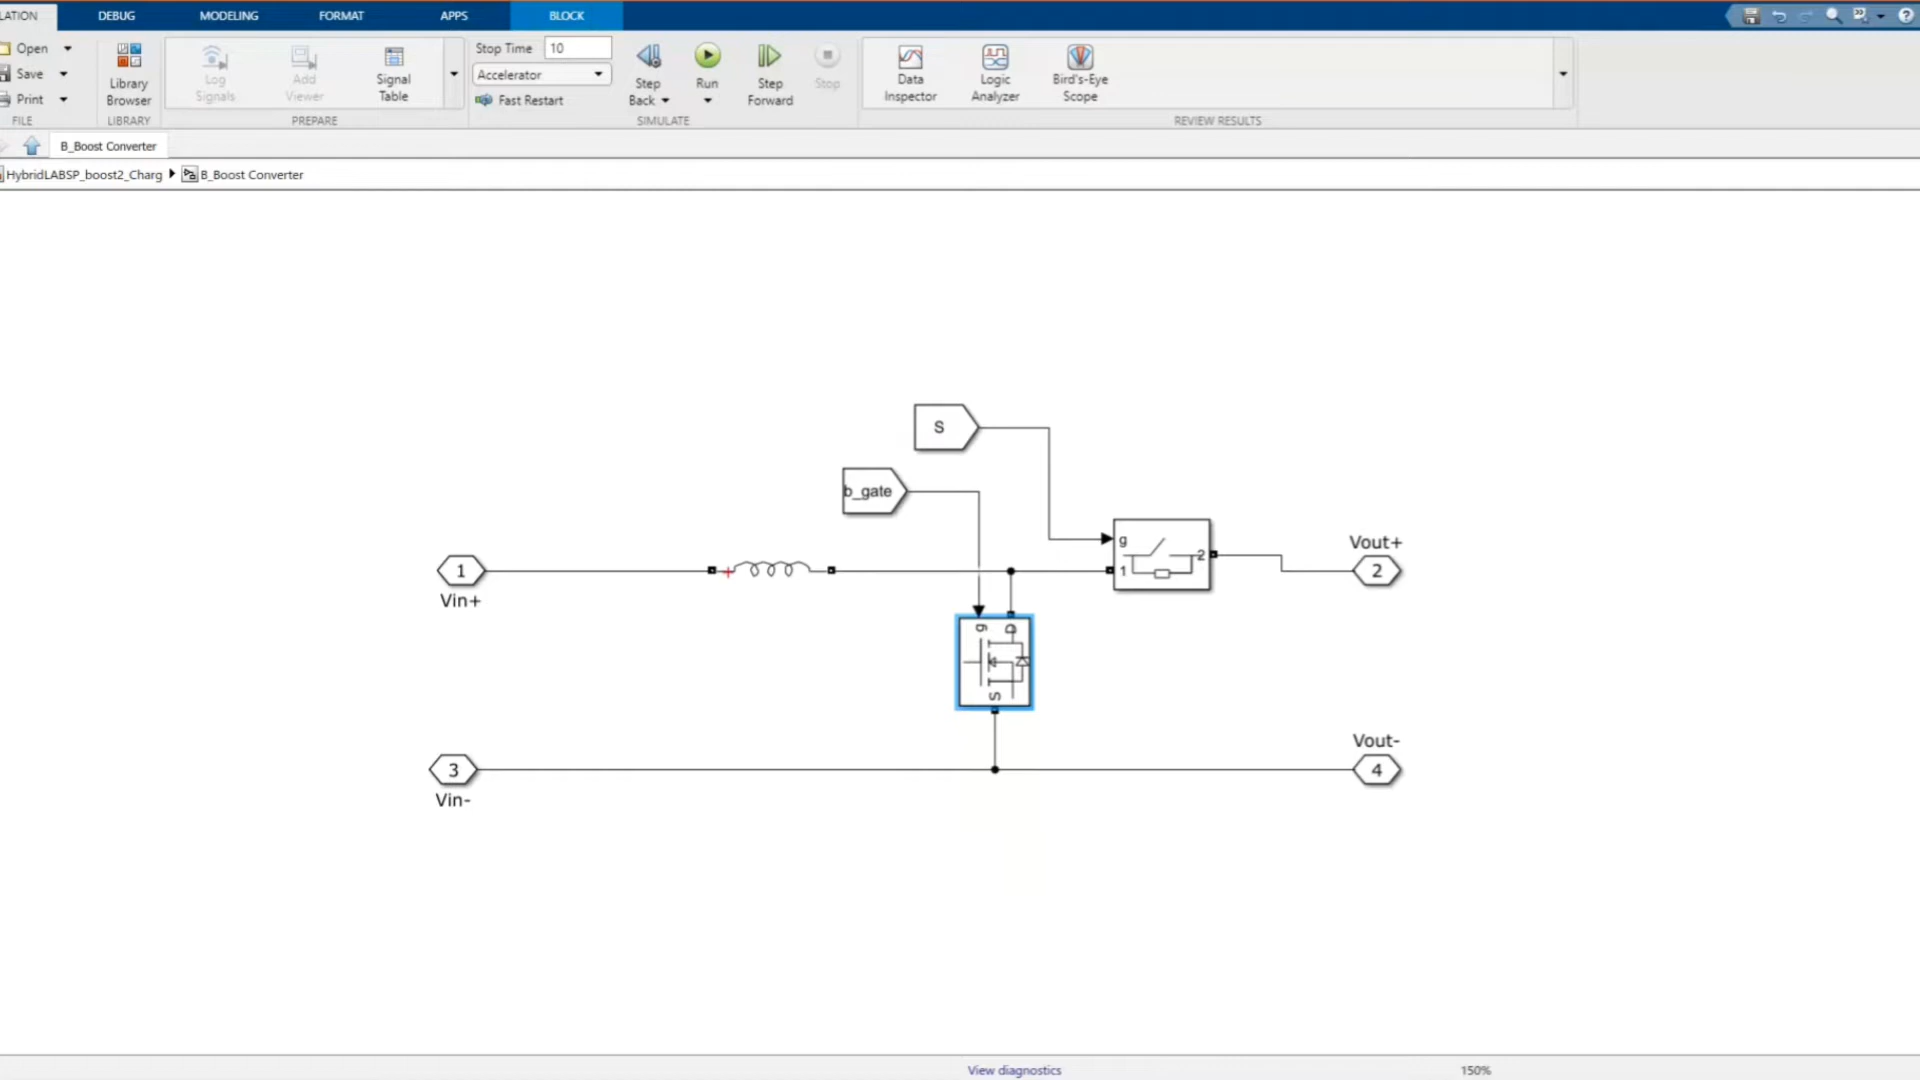 LATION DEBUG MODELING FORMAT APPS BLOCK
Open
Save
Print
FILE
Library Browser
LIBRARY
Log Signals
Add Viewer
Signal Table
PREPARE
Stop Time 10
Accelerator
Fast Restart
Step Back
Run
Step Forward
Stop
SIMULATE
Data Inspector
Logic Analyzer
Bird's-Eye Scope
REVIEW RESULTS
B_Boost Converter
HybridLABSP_boost2_Charg B_Boost Converter
S
b_gate
g
1
2
Vout+
2
1
Vin+
g D
S
Vout-
3
4
Vin-
View diagnostics 150%